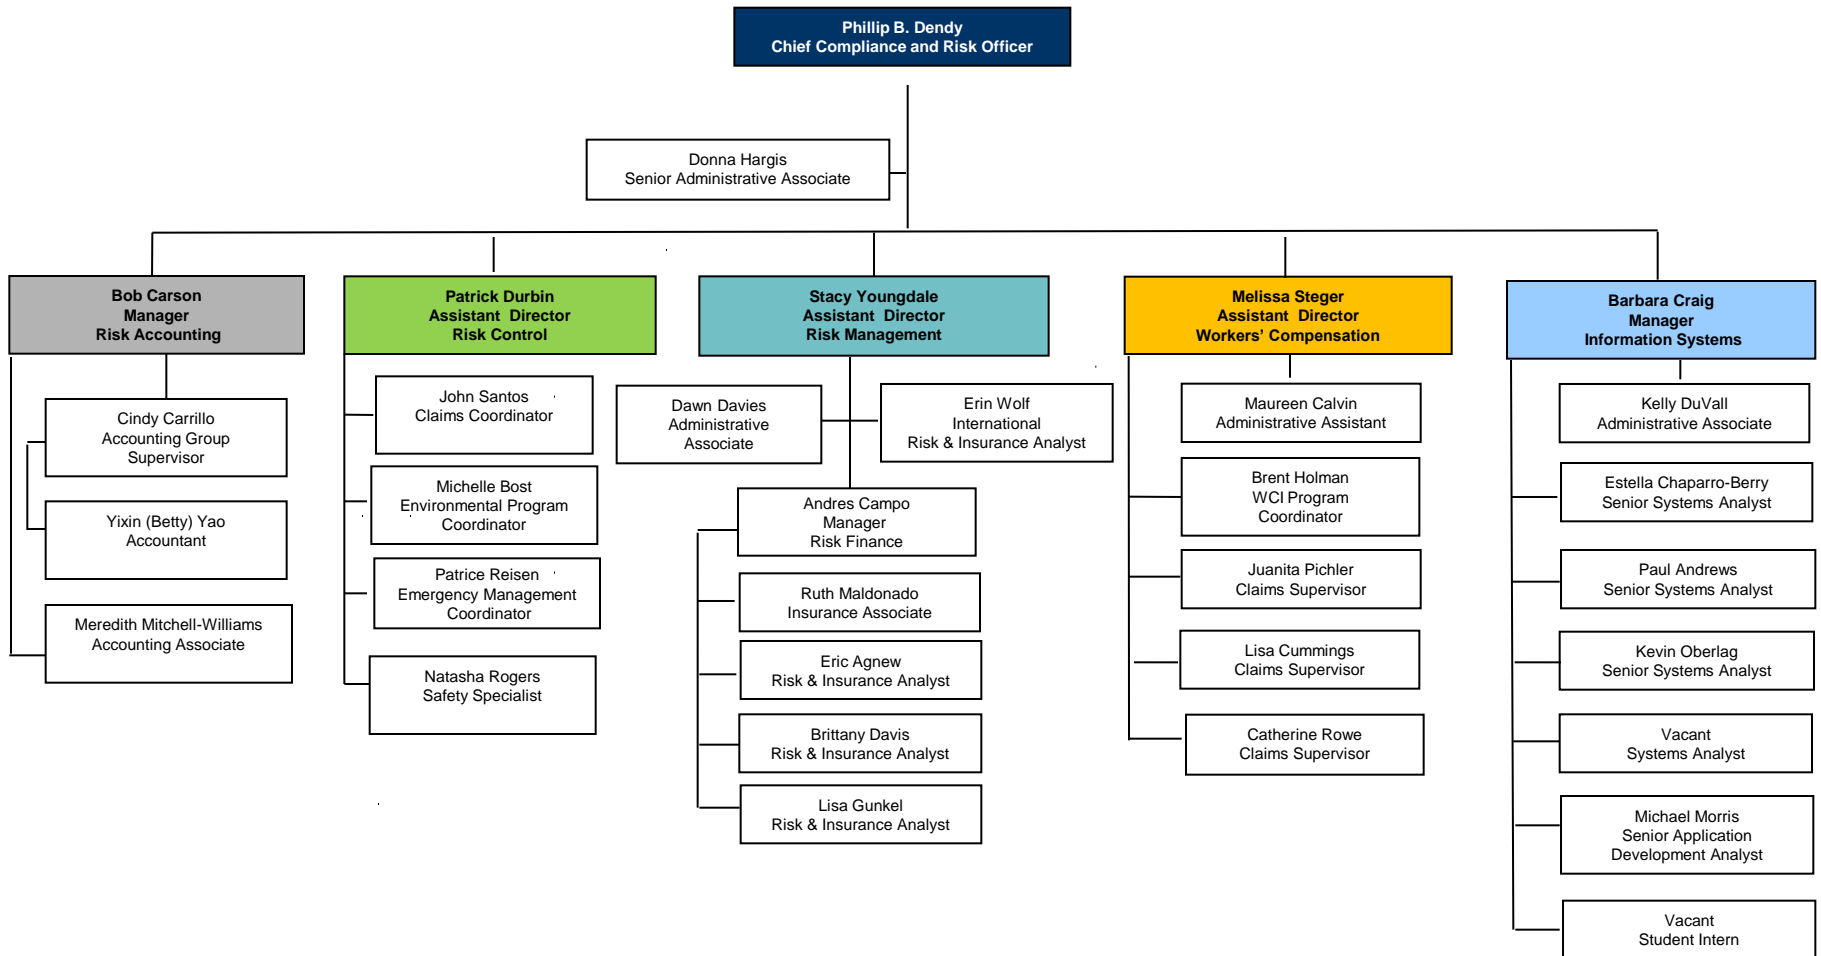 Phillip B. Dendy
Chief Compliance and Risk Officer
Donna Hargis
Senior Administrative Associate
Bob Carson
Manager
Risk Accounting
Cindy Carrillo
Accounting Group
Supervisor
Yixin (Betty) Yao
Accountant
Meredith Mitchell-Williams
Accounting Associate
Patrick Durbin
Assistant Director
Risk Control
John Santos
Claims Coordinator
Michelle Bost
Environmental Program
Coordinator
Patrice Reisen
Emergency Management
Coordinator
Natasha Rogers
Safety Specialist
Stacy Youngdale
Assistant Director
Risk Management
Dawn Davies
Administrative
Associate
Erin Wolf
International
Risk & Insurance Analyst
Andres Campo
Manager
Risk Finance
Ruth Maldonado
Insurance Associate
Eric Agnew
Risk & Insurance Analyst
Brittany Davis
Risk & Insurance Analyst
Lisa Gunkel
Risk & Insurance Analyst
Melissa Steger
Assistant Director
Workers’ Compensation
Maureen Calvin
Administrative Assistant
Brent Holman
WCI Program
Coordinator
Juanita Pichler
Claims Supervisor
Lisa Cummings
Claims Supervisor
Catherine Rowe
Claims Supervisor
Barbara Craig
Manager
Information Systems
Kelly DuVall
Administrative Associate
Estella Chaparro-Berry
Senior Systems Analyst
Paul Andrews
Senior Systems Analyst
Kevin Oberlag
Senior Systems Analyst
Vacant
Systems Analyst
Michael Morris
Senior Application
Development Analyst
Vacant
Student Intern